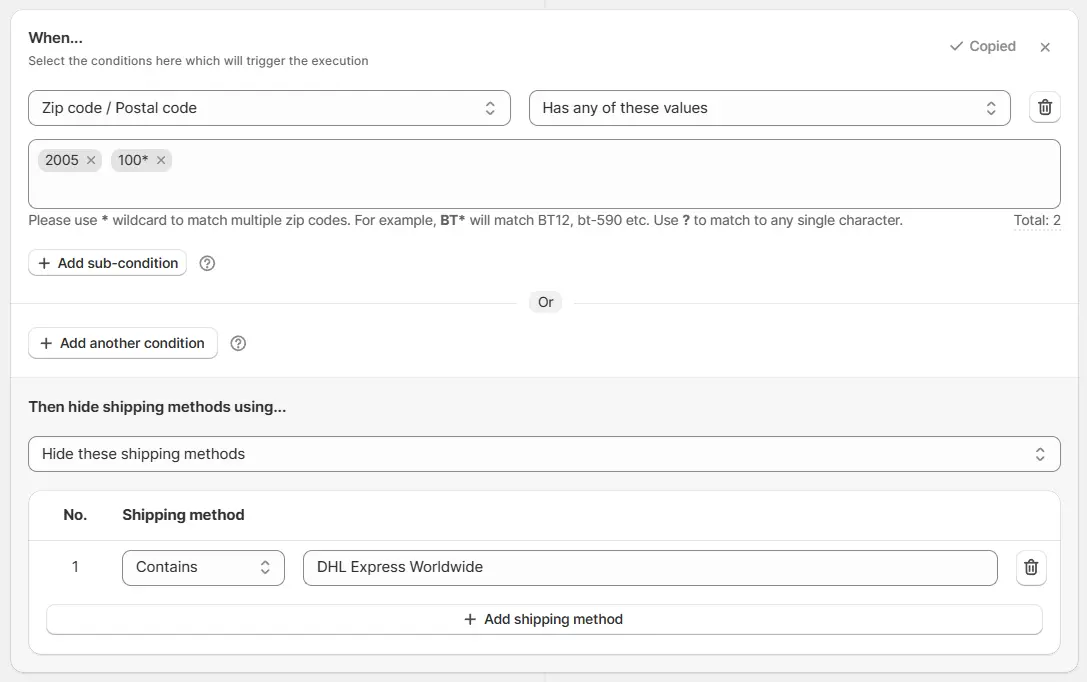 When...
Copied
Select the conditions here which will trigger the execution
Zip code / Postal code
Has any of these values
2005 100*
Please use * wildcard to match multiple zip codes. For example, BT* will match BT12, bt-590 etc. Use ? to match to any single character.
Total: 2
Add sub-condition
Or
Add another condition
Then hide shipping methods using...
Hide these shipping methods
No. Shipping method
1 Contains DHL Express Worldwide
Add shipping method